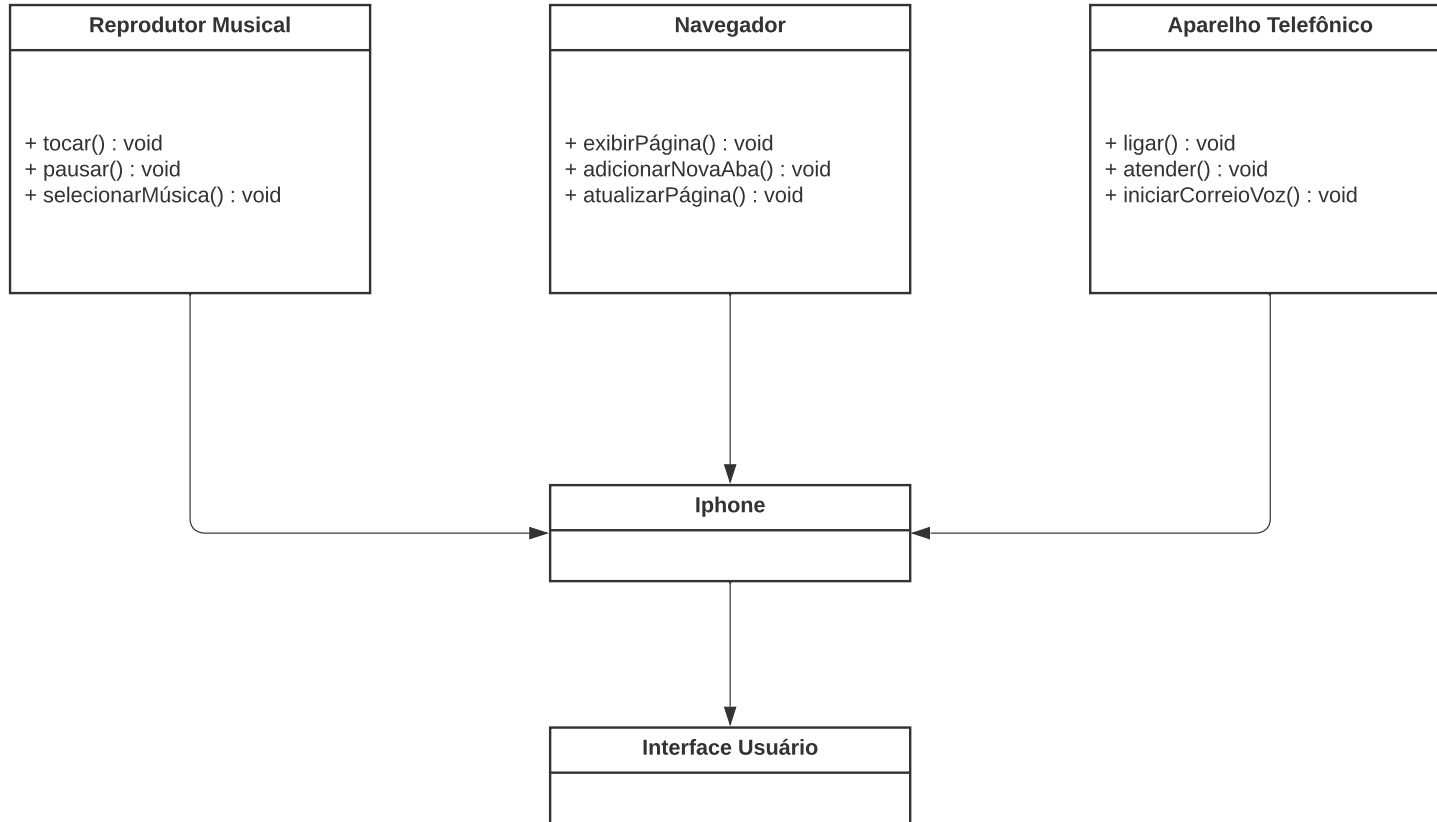 Reprodutor Musical
+ tocar() : void
+ pausar() : void
+ selecionarMúsica() : void
Navegador
+ exibirPágina() : void
+ adicionarNovaAba() : void
+ atualizarPágina() : void
Aparelho Telefônico
+ ligar() : void
+ atender() : void
+ iniciarCorreioVoz() : void
Iphone
Interface Usuário